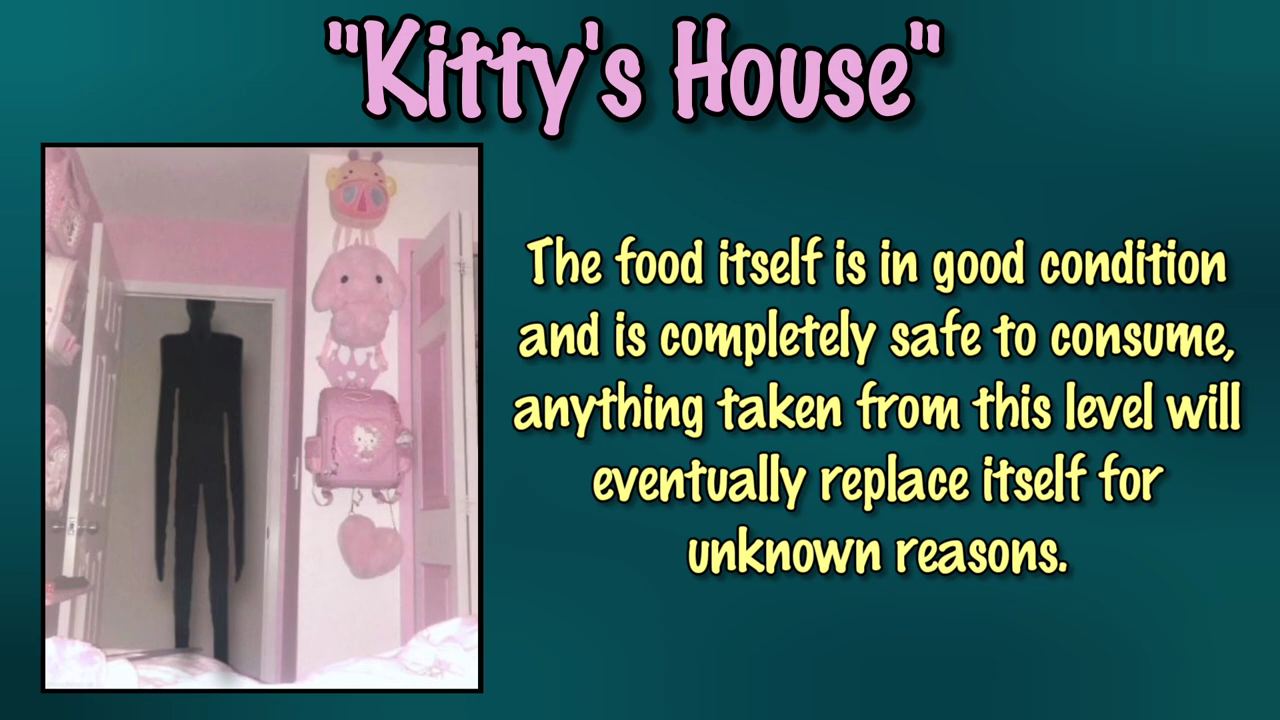 "Kitty's House"
The food itself is in good condition
and is completely safe to consume,
anything taken from this level will
eventually replace itself for
unknown reasons.